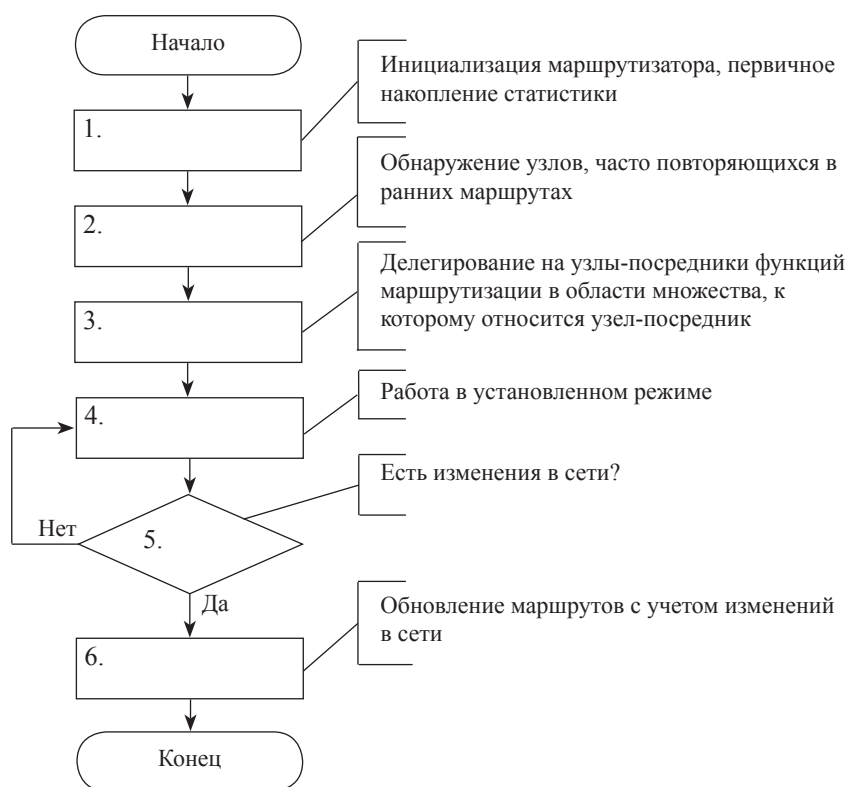 Начало
Инициализация маршрутизатора, первичное
накопление статистики
1.
Обнаружение узлов, часто повторяющихся в
ранних маршрутах
2.
Делегирование на узлы-посредники функций
маршрутизации в области множества, к
которому относится узел-посредник
3.
Работа в установленном режиме
4.
Есть изменения в сети?
Нет
5.
Да
Обновление маршрутов с учетом изменений
в сети
6.
Конец